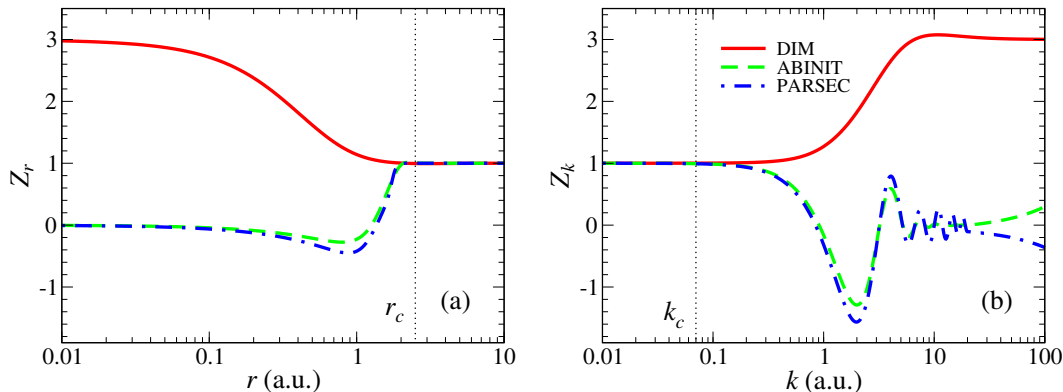 3
2
1
0
-1
Z_r
r_c
(a)
0.01 0.1 1 10
r (a.u.)
3
2
1
0
-1
Z_k
DIM
ABINIT
PARSEC
k_c
(b)
0.01 0.1 1 10 100
k (a.u.)